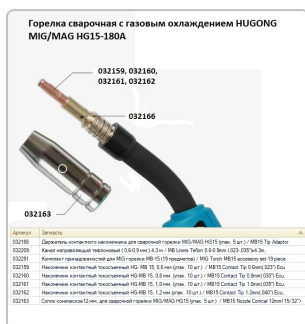 Горелка сварочная с газовым охлаждением HUGONG
MIG/MAG HG15-180A
032159, 032160,
032161, 032162
032166
032163
Артикул Запчасть
032166 Держатель контактного наконечника для сварочной горелки MIG/MAG HG15 (упак. 5 шт.) / MB15 Tip Adaptor
032209 Канал направляющий тефлоновый (0,6-0,9 мм) 4.3 м / MB Liners Teflon 0.6-0.9mm (.023-.035")x4.3m.
032291 Комплект принадлежностей для MIG горелки MB-15 (19 предметов) / MIG Torch MB15 accessory set-19 piece
032159 Наконечник контактный токосъемный HG-MB 15, 0,6 мм (упак. 10 шт.) / MB15 Contact Tip 0.6mm(.023") Ecu.
032160 Наконечник контактный токосъемный HG-MB 15, 0,8 мм (упак. 10 шт.) / MB15 Contact Tip 0.8mm(.030") Ecu.
032161 Наконечник контактный токосъемный HG-MB 15, 1,0 мм (упак. 10 шт.) / MB15 Contact Tip 1.0mm(.035") Ecu.
032162 Наконечник контактный токосъемный HG-MB 15, 1,2 мм (упак. 10 шт.) / MB15 Contact Tip 1.2mm(.040") Ecu.
032163 Сопло коническое12 мм, для сварочной горелки MIG/MAG HG15 (упак. 5 шт.) / MB15 Nozzle Conical 12mm( 15/32")